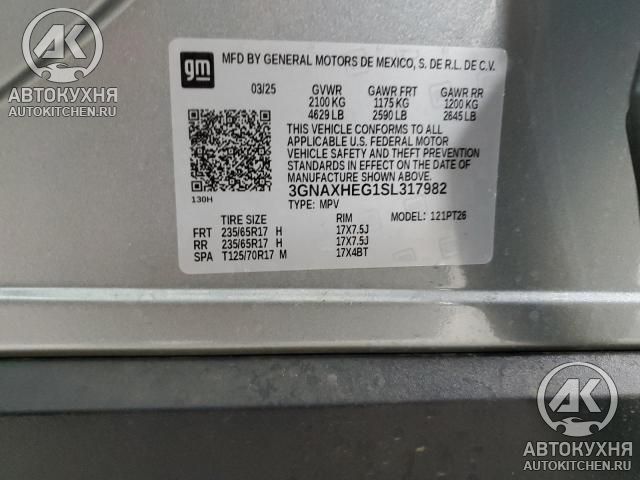 AK
АВТОКУХНЯ
AUTOKITCHEN.RU
gm
MFD BY GENERAL MOTORS DE MEXICO, S. DE R.L. DE C.V.
03/25 GVWR GAWR FRT GAWR RR
2100 KG 1175 KG 1200 KG
4629 LB 2590 LB 2645 LB
THIS VEHICLE CONFORMS TO ALL
APPLICABLE U.S. FEDERAL MOTOR
VEHICLE SAFETY AND THEFT PREVENTION
STANDARDS IN EFFECT ON THE DATE OF
MANUFACTURE SHOWN ABOVE.
130H
3GNAXHEG1SL317982
TYPE: MPV MODEL: 121PT26
TIRE SIZE RIM
FRT 235/65R17 H 17X7.5J
RR 235/65R17 H 17X7.5J
SPA T125/70R17 M 17X4BT
AK
АВТОКУХНЯ
AUTOKITCHEN.RU